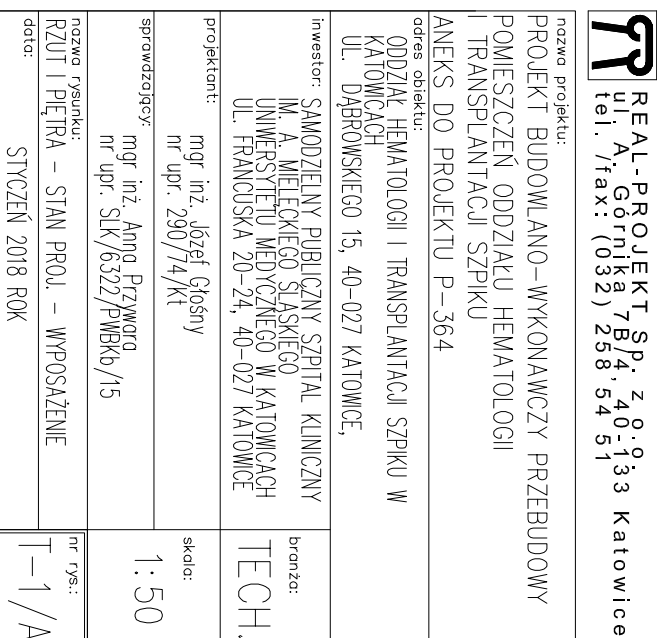 REAL-PROJEKT Sp. z o.o.
ul. A. Górnika 7B/4, 40-133 Katowice
tel. /fax: (032) 258 54 51
nazwa projektu:
PROJEKT BUDOWLANO-WYKONAWCZY PRZEBUDOWY
POMIESZCZEŃ ODDZIAŁU HEMATOLOGII
I TRANSPLANTACJI SZPIKU
ANEKS DO PROJEKTU P-364
adres obiektu:
ODDZIAŁ HEMATOLOGII I TRANSPLANTACJI SZPIKU W
KATOWICACH
UL. DĄBROWSKIEGO 15, 40-027 KATOWICE,
inwestor: SAMODZIELNY PUBLICZNY SZPITAL KLINICZNY
IM. A. MIELECKIEGO ŚLĄSKIEGO
UNIWERSYTETU MEDYCZNEGO W KATOWICACH
UL. FRANCUSKA 20-24, 40-027 KATOWICE
branża:
TECH.
projektant:
mgr inż. Józef Głośny
nr upr. 290/74/Kt
skala:
1:50
sprawdzający:
mgr inż. Anna Przywara
nr upr. SLK/6322/PWBKb/15
nazwa rysunku:
RZUT I PIĘTRA - STAN PROJ. - WYPOSAŻENIE
nr rys.:
T-1/A
data:
STYCZEŃ 2018 ROK